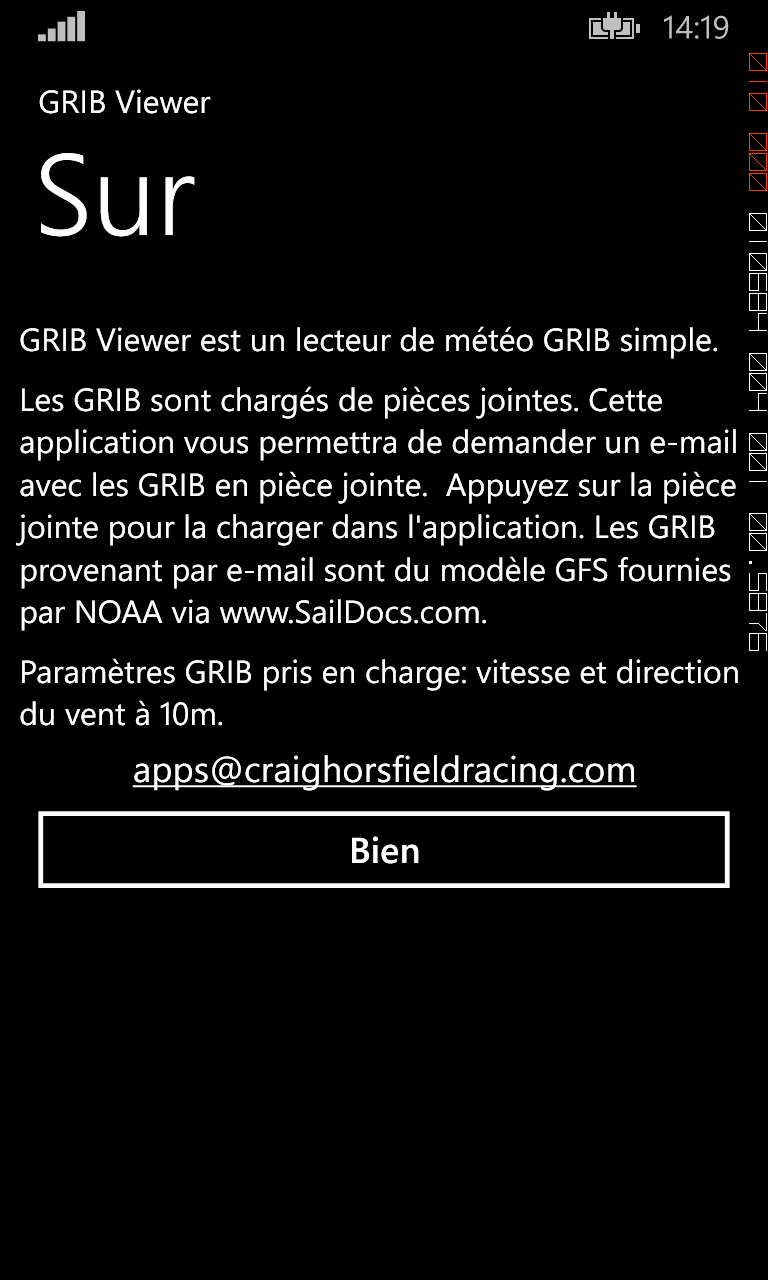 14:19
GRIB Viewer
Sur
GRIB Viewer est un lecteur de météo GRIB simple.
Les GRIB sont chargés de pièces jointes. Cette
application vous permettra de demander un e-mail
avec les GRIB en pièce jointe.  Appuyez sur la pièce
jointe pour la charger dans l'application. Les GRIB
provenant par e-mail sont du modèle GFS fournies
par NOAA via www.SailDocs.com.
Paramètres GRIB pris en charge: vitesse et direction
du vent à 10m.
apps@craighorsfieldracing.com
Bien